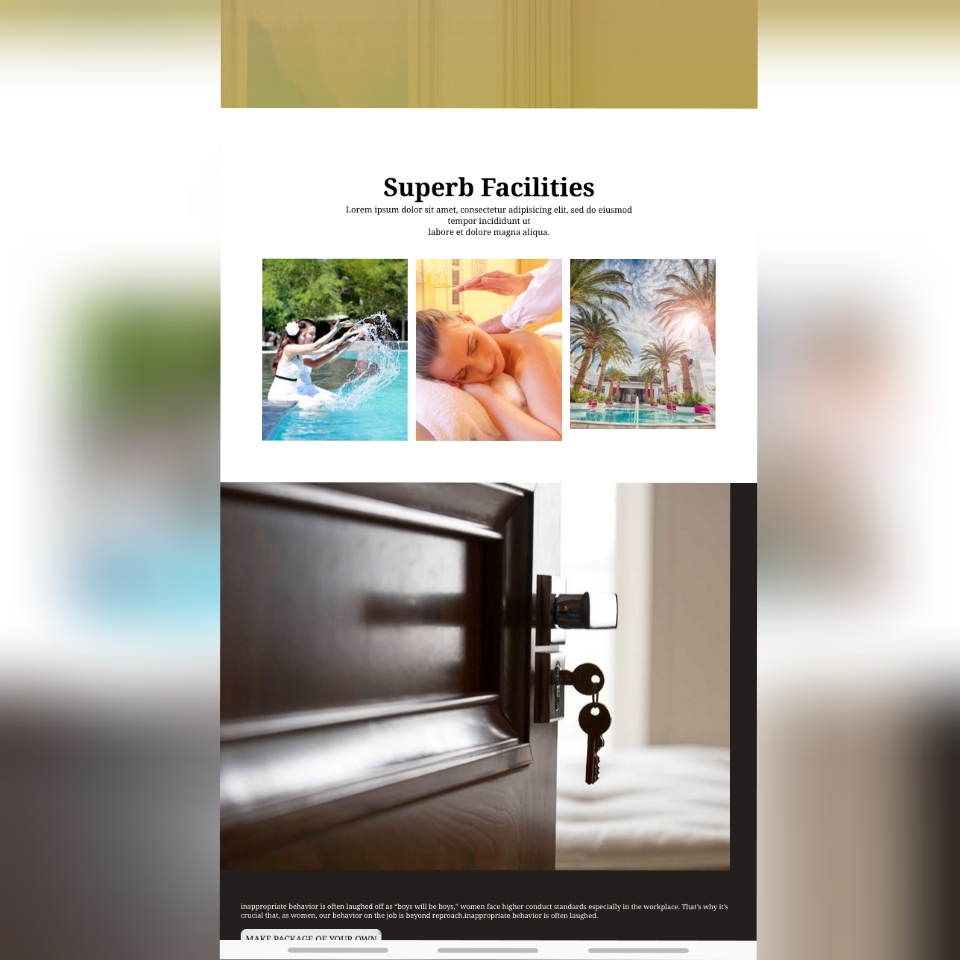 Superb Facilities
Lorem ipsum dolor sit amet, consectetur adipisicing elit, sed do eiusmod
tempor incididunt ut
labore et dolore magna aliqua.
inappropriate behavior is often laughed off as “boys will be boys,” women face higher conduct standards especially in the workplace. That's why it's
crucial that, as women, our behavior on the job is beyond reproach.inappropriate behavior is often laughed.
MAKE PACKAGE OF YOUR OWN